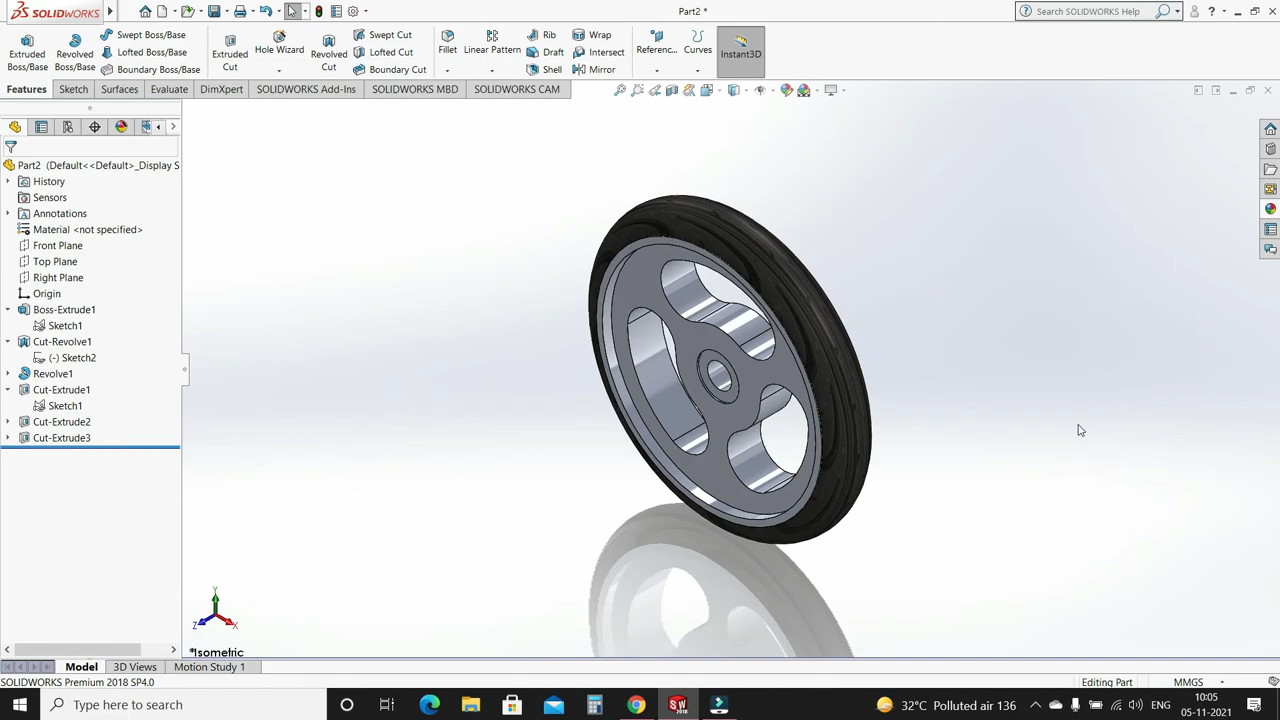 SOLIDWORKS
Part2 *
Search SOLIDWORKS Help
Extruded Boss/Base
Revolved Boss/Base
Swept Boss/Base
Lofted Boss/Base
Boundary Boss/Base
Extruded Cut
Hole Wizard
Revolved Cut
Swept Cut
Lofted Cut
Boundary Cut
Fillet
Linear Pattern
Rib
Draft
Shell
Wrap
Intersect
Mirror
Referenc...
Curves
Instant3D
Features Sketch Surfaces Evaluate DimXpert SOLIDWORKS Add-Ins SOLIDWORKS MBD SOLIDWORKS CAM
Part2 (Default<<Default>_Display S
History
Sensors
Annotations
Material <not specified>
Front Plane
Top Plane
Right Plane
Origin
Boss-Extrude1
Sketch1
Cut-Revolve1
(-) Sketch2
Revolve1
Cut-Extrude1
Sketch1
Cut-Extrude2
Cut-Extrude3
Y
Z
X
*Isometric
Model 3D Views Motion Study 1
SOLIDWORKS Premium 2018 SP4.0
Editing Part
MMGS
Type here to search
SW
2018
32°C Polluted air 136
ENG
10:05
05-11-2021